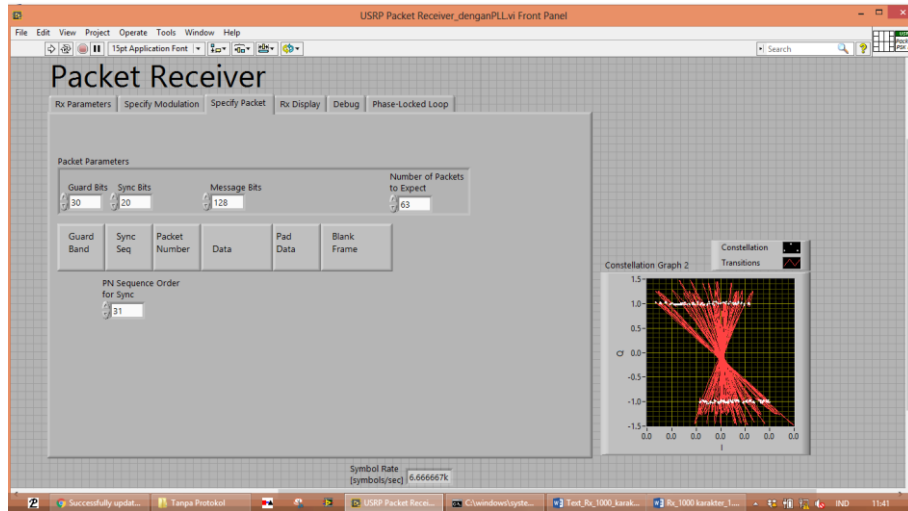 USRP Packet Receiver_denganPLL.vi Front Panel
File Edit View Project Operate Tools Window Help
15pt Application Font
Search
Packet Receiver
Rx Parameters Specify Modulation Specify Packet Rx Display Debug Phase-Locked Loop
Packet Parameters
Guard Bits Sync Bits Message Bits Number of Packets
to Expect
30 20 128 63
Guard Sync Packet Data Pad Blank
Band Seq Number Data Frame
PN Sequence Order
for Sync
31
Constellation
Transitions
Constellation Graph 2
1.5
1.0
0.5
0.0
-0.5
-1.0
-1.5
Q
0.0 0.0 0.0 0.0 0.0 0.0 0.0
I
Symbol Rate
[symbols/sec] 6.666667k
Successfully updat... Tanpa Protokol USRP Packet Recei... C:\windows\syste... Text_Rx_1000_karak... Rx_1000 karakter_1.... IND 11:41